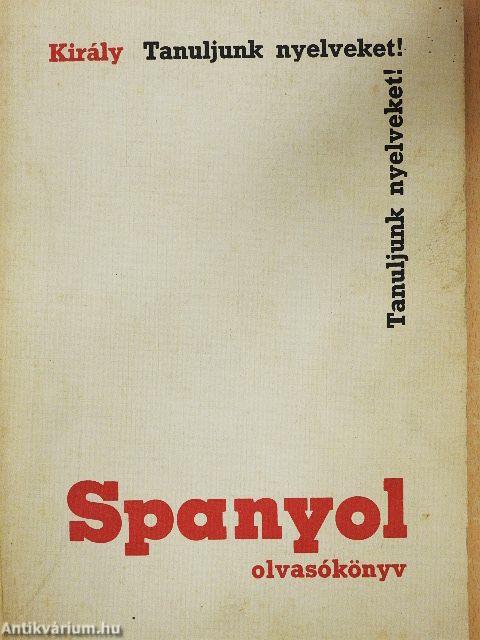 Király Tanuljunk nyelveket!
Tanuljunk nyelveket!
Spanyol
olvasókönyv
Antikvárium.hu